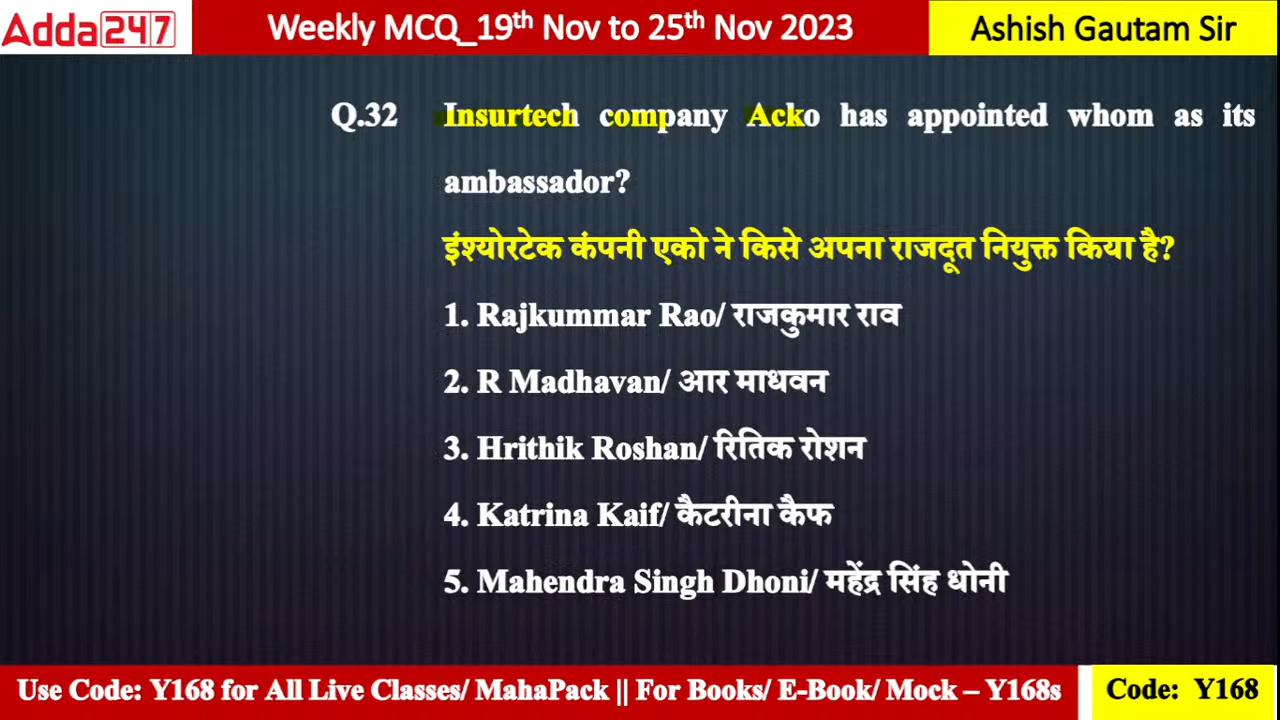 Adda247
Weekly MCQ_19th Nov to 25th Nov 2023
Ashish Gautam Sir
Q.32 Insurtech company Acko has appointed whom as its
ambassador?
इंश्योरटेक कंपनी एको ने किसे अपना राजदूत नियुक्त किया है?
1. Rajkummar Rao/ राजकुमार राव
2. R Madhavan/ आर माधवन
3. Hrithik Roshan/ रितिक रोशन
4. Katrina Kaif/ कैटरीना कैफ
5. Mahendra Singh Dhoni/ महेंद्र सिंह धोनी
Use Code: Y168 for All Live Classes/ MahaPack || For Books/ E-Book/ Mock – Y168s
Code: Y168